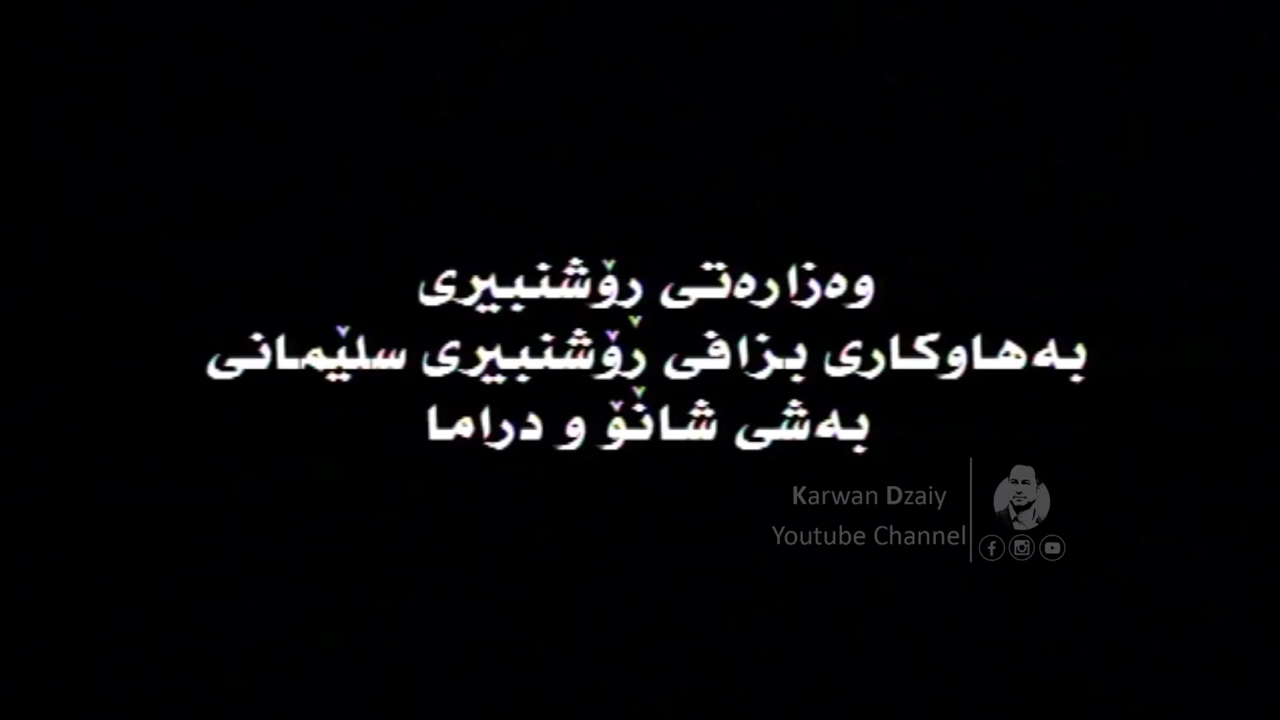 وەزارەتی ڕۆشنبیری
بەهاوکاری بزافی ڕۆشنبیری سلێمانی
بەشی شانۆ و دراما
Karwan Dzaiy
Youtube Channel